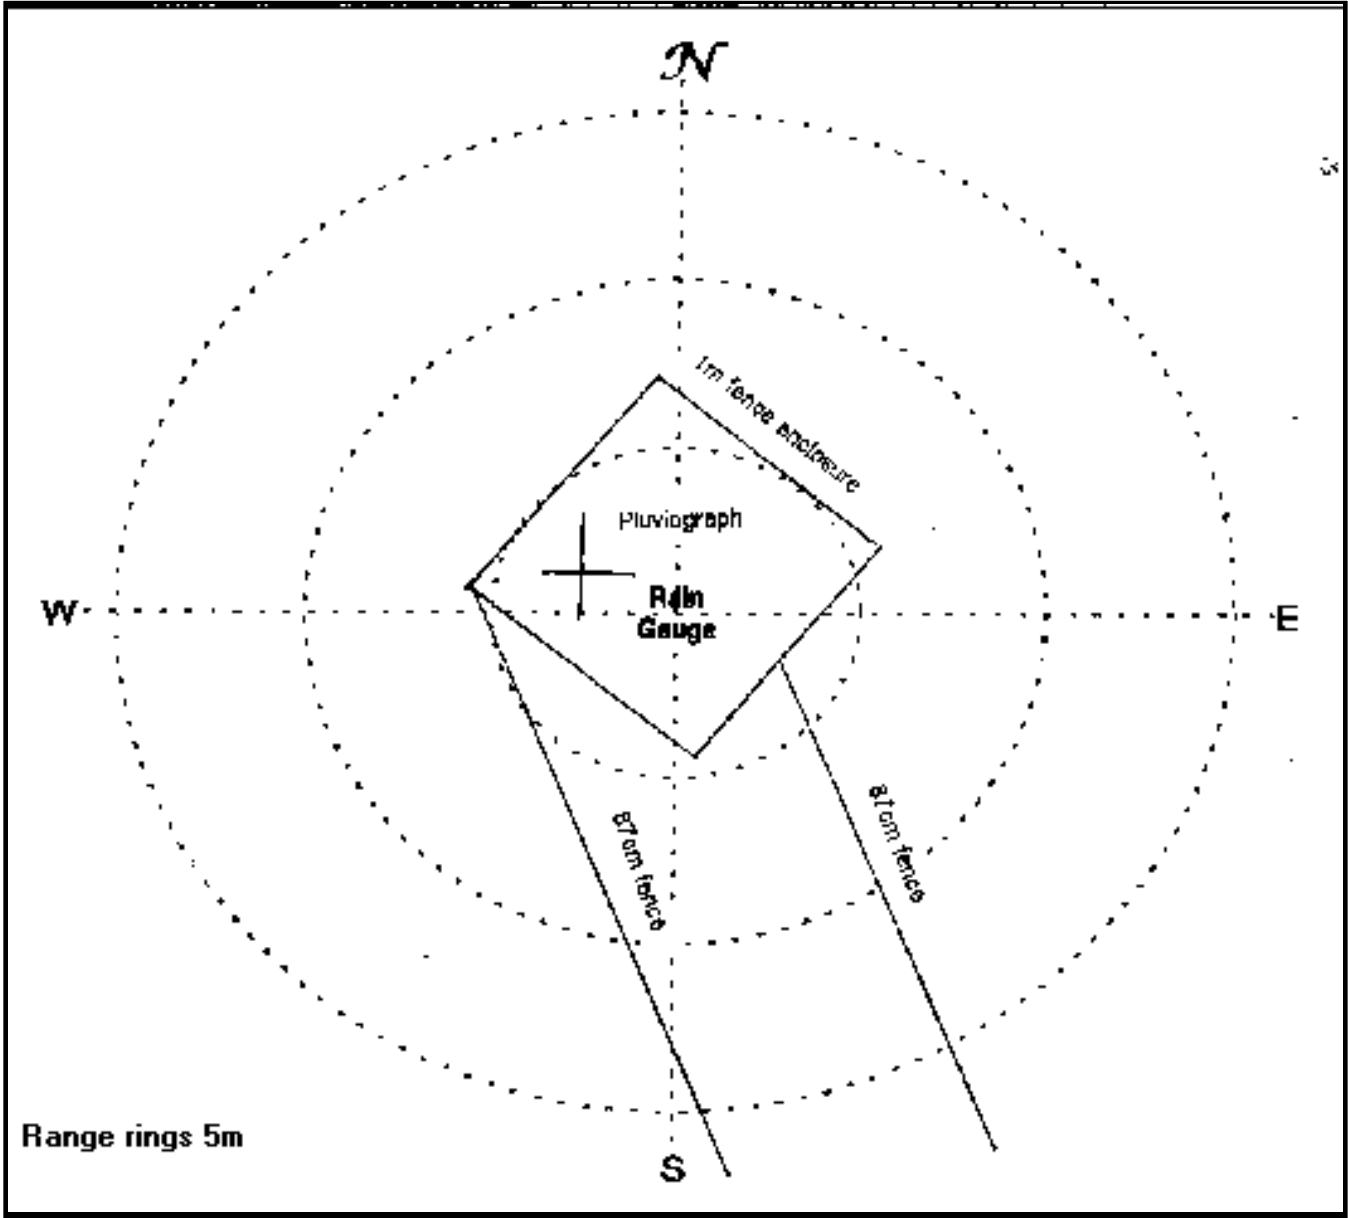 N
1m fence enclosure
Pluviograph
W
Rain
Gauge
E
87cm fence
87cm fence
Range rings 5m
S